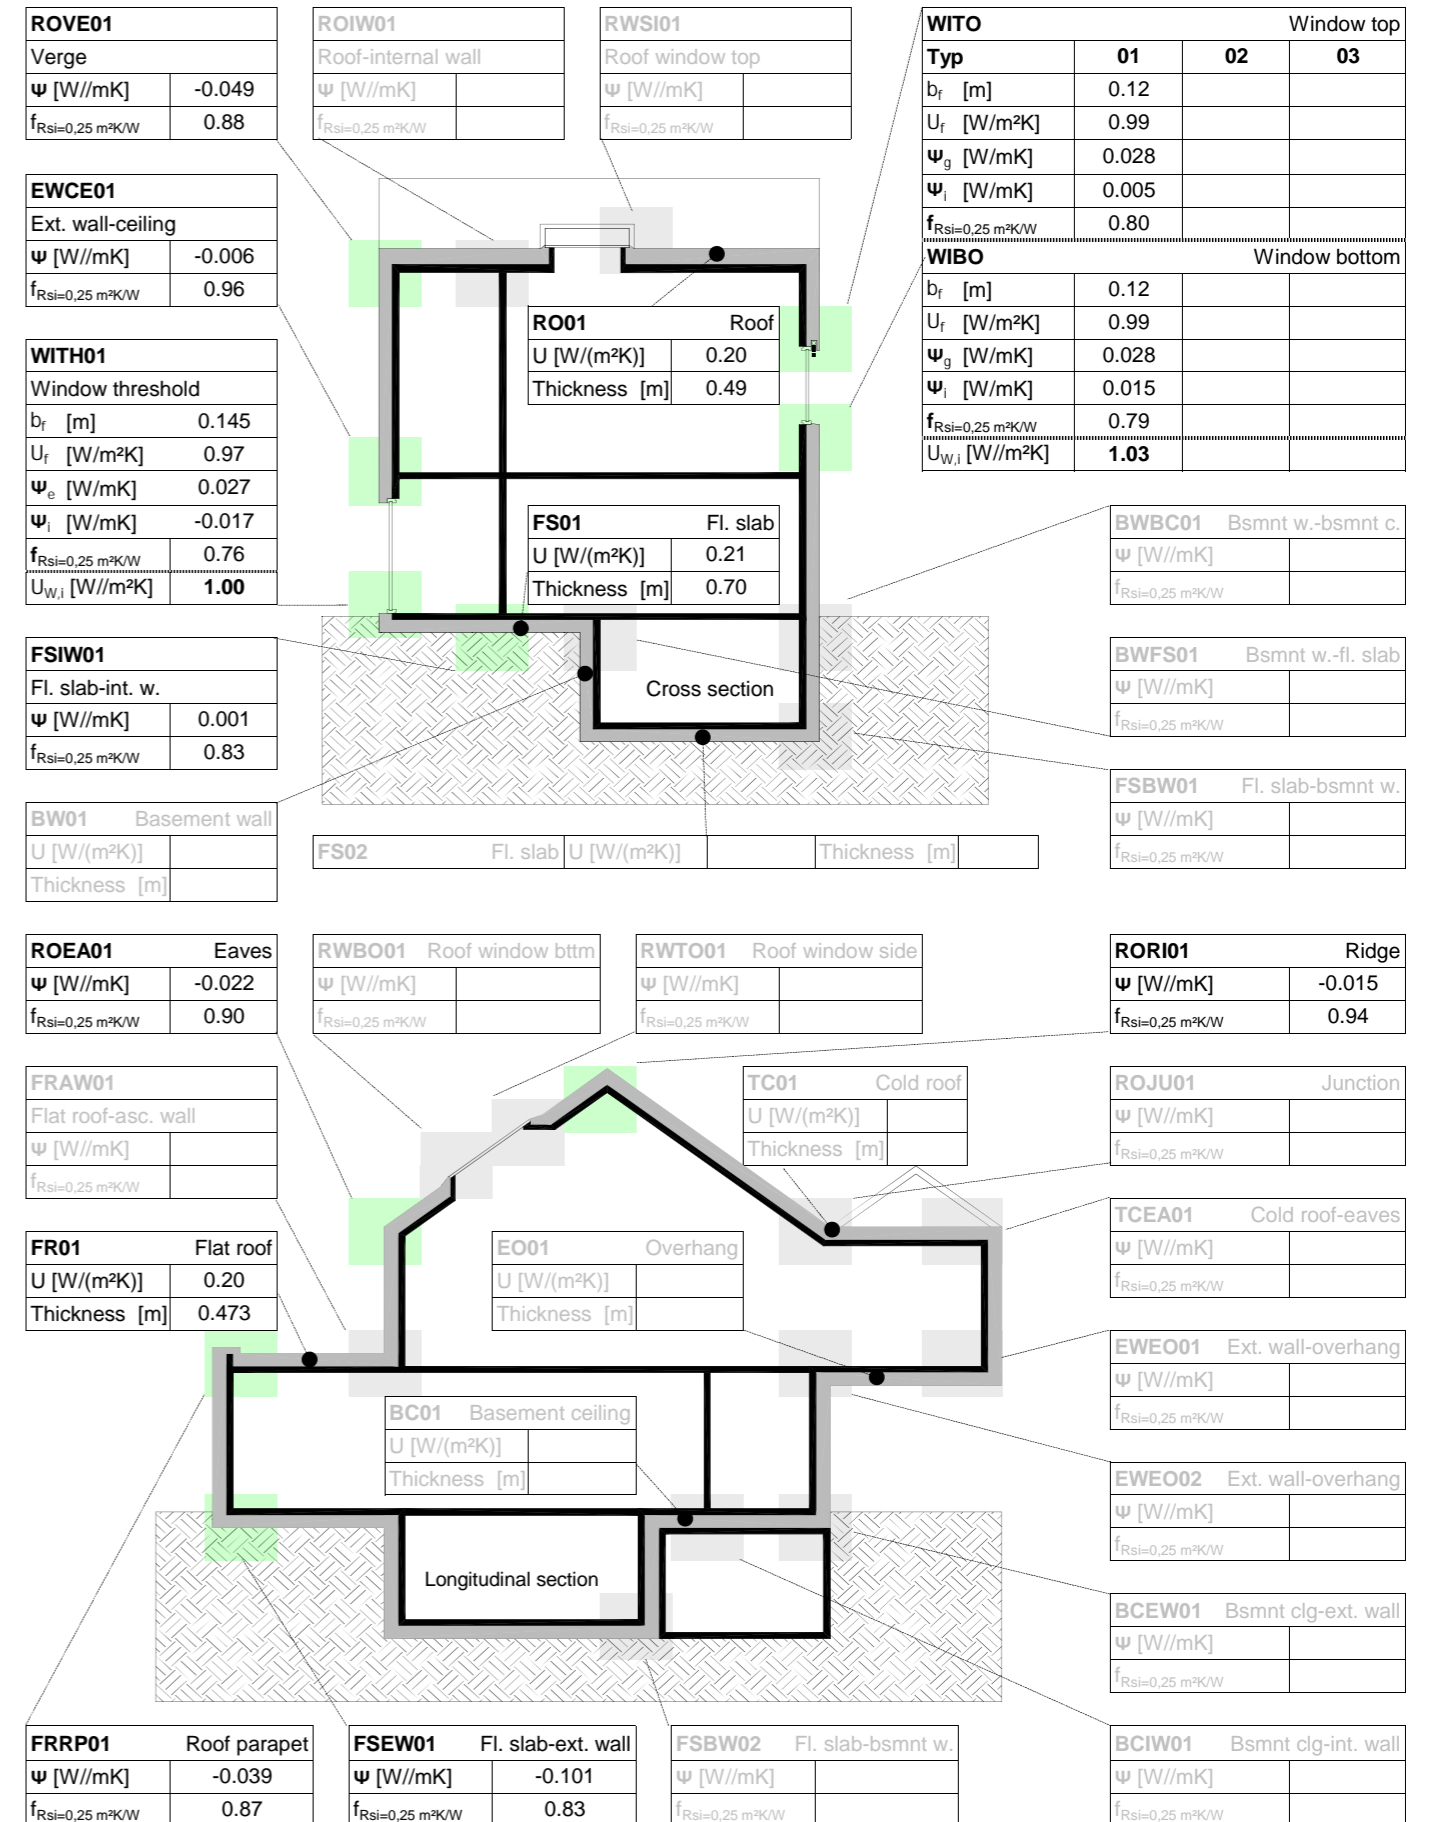 ROVE01
Verge
Ψ [W//mK] -0.049
fRsi=0,25 m²K/W 0.88
ROIW01
Roof-internal wall
Ψ [W//mK]
fRsi=0,25 m²K/W
RWSI01
Roof window top
Ψ [W//mK]
fRsi=0,25 m²K/W
WITO Window top
Typ 01 02 03
bf [m] 0.12
Uf [W/m²K] 0.99
Ψg [W/mK] 0.028
Ψi [W/mK] 0.005
fRsi=0,25 m²K/W 0.80
WIBO Window bottom
bf [m] 0.12
Uf [W/m²K] 0.99
Ψg [W/mK] 0.028
Ψi [W/mK] 0.015
fRsi=0,25 m²K/W 0.79
UW,i [W//m²K] 1.03
EWCE01
Ext. wall-ceiling
Ψ [W//mK] -0.006
fRsi=0,25 m²K/W 0.96
RO01 Roof
U [W/(m²K)] 0.20
Thickness [m] 0.49
WITH01
Window threshold
bf [m] 0.145
Uf [W/m²K] 0.97
Ψe [W/mK] 0.027
Ψi [W/mK] -0.017
fRsi=0,25 m²K/W 0.76
UW,i [W//m²K] 1.00
FS01 Fl. slab
U [W/(m²K)] 0.21
Thickness [m] 0.70
BWBC01 Bsmnt w.-bsmnt c.
Ψ [W//mK]
fRsi=0,25 m²K/W
FSIW01
Fl. slab-int. w.
Ψ [W//mK] 0.001
fRsi=0,25 m²K/W 0.83
Cross section
BWFS01 Bsmnt w.-fl. slab
Ψ [W//mK]
fRsi=0,25 m²K/W
FSBW01 Fl. slab-bsmnt w.
Ψ [W//mK]
fRsi=0,25 m²K/W
BW01 Basement wall
U [W/(m²K)]
Thickness [m]
FS02 Fl. slab U [W/(m²K)] Thickness [m]
ROEA01 Eaves
Ψ [W//mK] -0.022
fRsi=0,25 m²K/W 0.90
RWBO01 Roof window bttm
Ψ [W//mK]
fRsi=0,25 m²K/W
RWTO01 Roof window side
Ψ [W//mK]
fRsi=0,25 m²K/W
RORI01 Ridge
Ψ [W//mK] -0.015
fRsi=0,25 m²K/W 0.94
FRAW01
Flat roof-asc. wall
Ψ [W//mK]
fRsi=0,25 m²K/W
TC01 Cold roof
U [W/(m²K)]
Thickness [m]
ROJU01 Junction
Ψ [W//mK]
fRsi=0,25 m²K/W
TCEA01 Cold roof-eaves
Ψ [W//mK]
fRsi=0,25 m²K/W
FR01 Flat roof
U [W/(m²K)] 0.20
Thickness [m] 0.473
EO01 Overhang
U [W/(m²K)]
Thickness [m]
EWEO01 Ext. wall-overhang
Ψ [W//mK]
fRsi=0,25 m²K/W
BC01 Basement ceiling
U [W/(m²K)]
Thickness [m]
EWEO02 Ext. wall-overhang
Ψ [W//mK]
fRsi=0,25 m²K/W
Longitudinal section
BCEW01 Bsmnt clg-ext. wall
Ψ [W//mK]
fRsi=0,25 m²K/W
FRRP01 Roof parapet
Ψ [W//mK] -0.039
fRsi=0,25 m²K/W 0.87
FSEW01 Fl. slab-ext. wall
Ψ [W//mK] -0.101
fRsi=0,25 m²K/W 0.83
FSBW02 Fl. slab-bsmnt w.
Ψ [W//mK]
fRsi=0,25 m²K/W
BCIW01 Bsmnt clg-int. wall
Ψ [W//mK]
fRsi=0,25 m²K/W